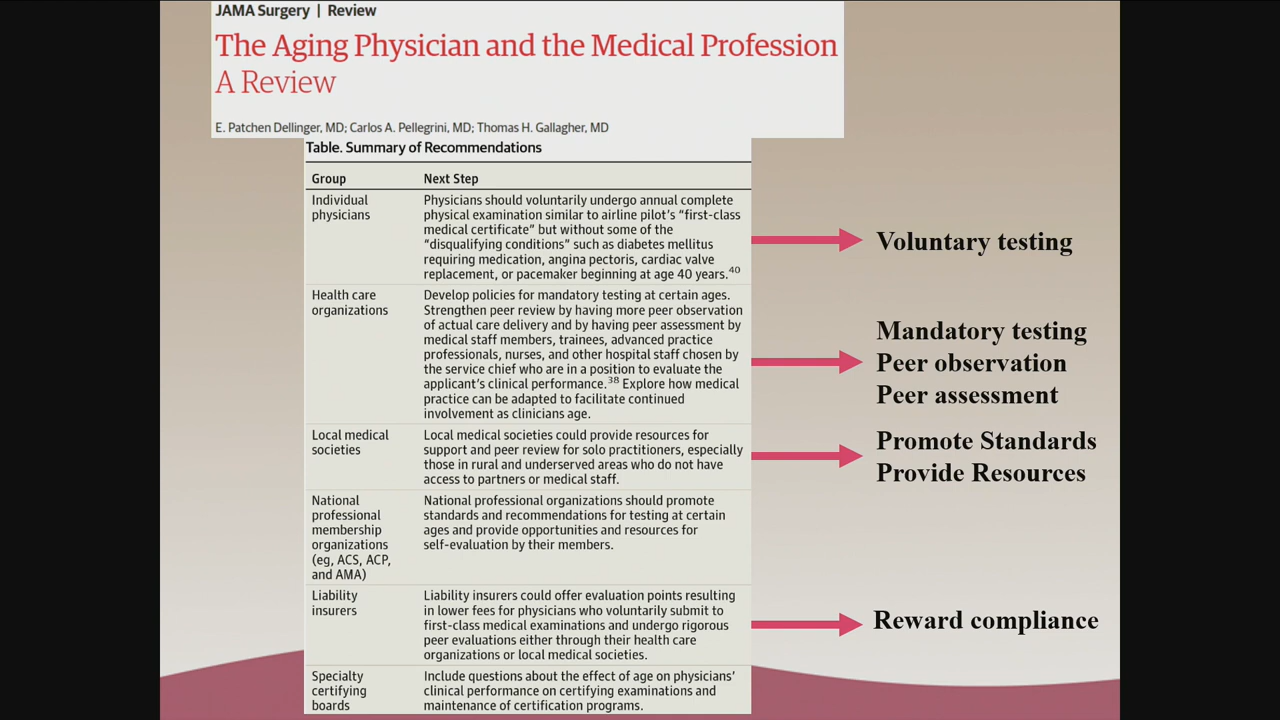 JAMA Surgery | Review
The Aging Physician and the Medical Profession
A Review
E. Patchen Dellinger, MD; Carlos A. Pellegrini, MD; Thomas H. Gallagher, MD
Table. Summary of Recommendations
Group Next Step
Individual physicians
Physicians should voluntarily undergo annual complete
physical examination similar to airline pilot's "first-class
medical certificate" but without some of the
"disqualifying conditions" such as diabetes mellitus
requiring medication, angina pectoris, cardiac valve
replacement, or pacemaker beginning at age 40 years.40
Voluntary testing
Health care
organizations
Develop policies for mandatory testing at certain ages.
Strengthen peer review by having more peer observation
of actual care delivery and by having peer assessment by
medical staff members, trainees, advanced practice
professionals, nurses, and other hospital staff chosen by
the service chief who are in a position to evaluate the
applicant's clinical performance.38 Explore how medical
practice can be adapted to facilitate continued
involvement as clinicians age.
Mandatory testing
Peer observation
Peer assessment
Local medical
societies
Local medical societies could provide resources for
support and peer review for solo practitioners, especially
those in rural and underserved areas who do not have
access to partners or medical staff.
Promote Standards
Provide Resources
National
professional
membership
organizations
(eg, ACS, ACP,
and AMA)
National professional organizations should promote
standards and recommendations for testing at certain
ages and provide opportunities and resources for
self-evaluation by their members.
Liability
insurers
Liability insurers could offer evaluation points resulting
in lower fees for physicians who voluntarily submit to
first-class medical examinations and undergo rigorous
peer evaluations either through their health care
organizations or local medical societies.
Reward compliance
Specialty
certifying
boards
Include questions about the effect of age on physicians'
clinical performance on certifying examinations and
maintenance of certification programs.